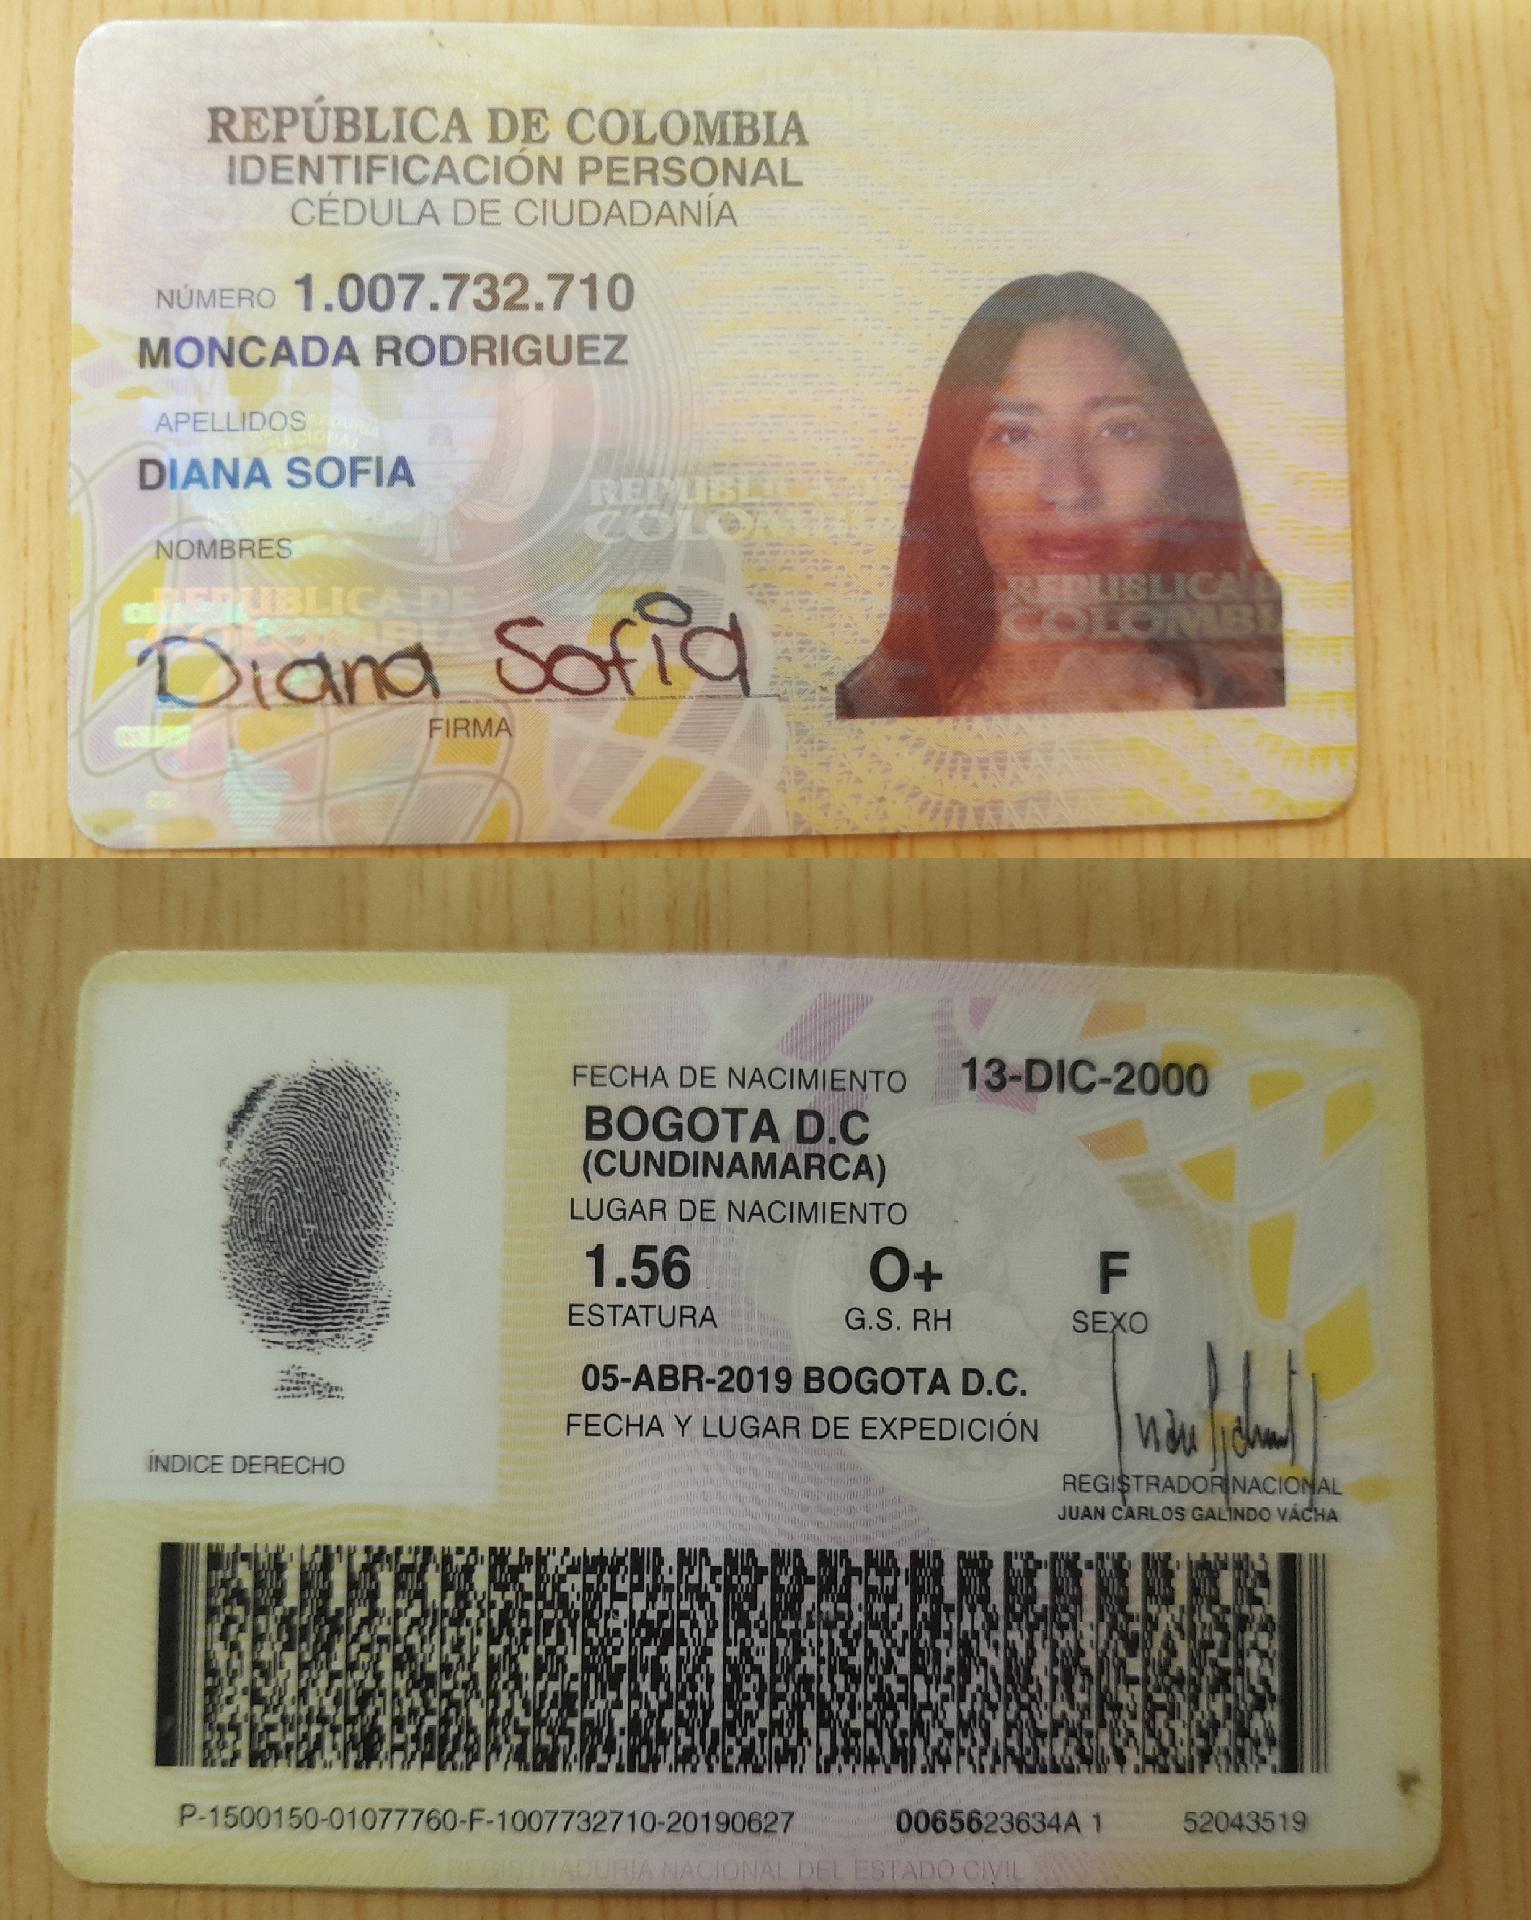 REPÚBLICA DE COLOMBIA
IDENTIFICACIÓN PERSONAL
CÉDULA DE CIUDADANÍA
NÚMERO 1.007.732.710
MONCADA RODRIGUEZ
APELLIDOS
DIANA SOFIA
NOMBRES
REPUBLICA DE
COLOMBIA
REPUBLICA DE
COLOMBIA
REPUBLICA D
COLOMBI
Diana Sofia
FIRMA
FECHA DE NACIMIENTO 13-DIC-2000
BOGOTA D.C
(CUNDINAMARCA)
LUGAR DE NACIMIENTO
1.56 O+ F
ESTATURA G.S. RH SEXO
05-ABR-2019 BOGOTA D.C.
FECHA Y LUGAR DE EXPEDICIÓN
ÍNDICE DERECHO
REGISTRADOR NACIONAL
JUAN CARLOS GALINDO VÁCHA
P-1500150-01077760-F-1007732710-20190627 0065623634A 1 52043519
REGISTRADURIA NACIONAL DEL ESTADO CIVIL